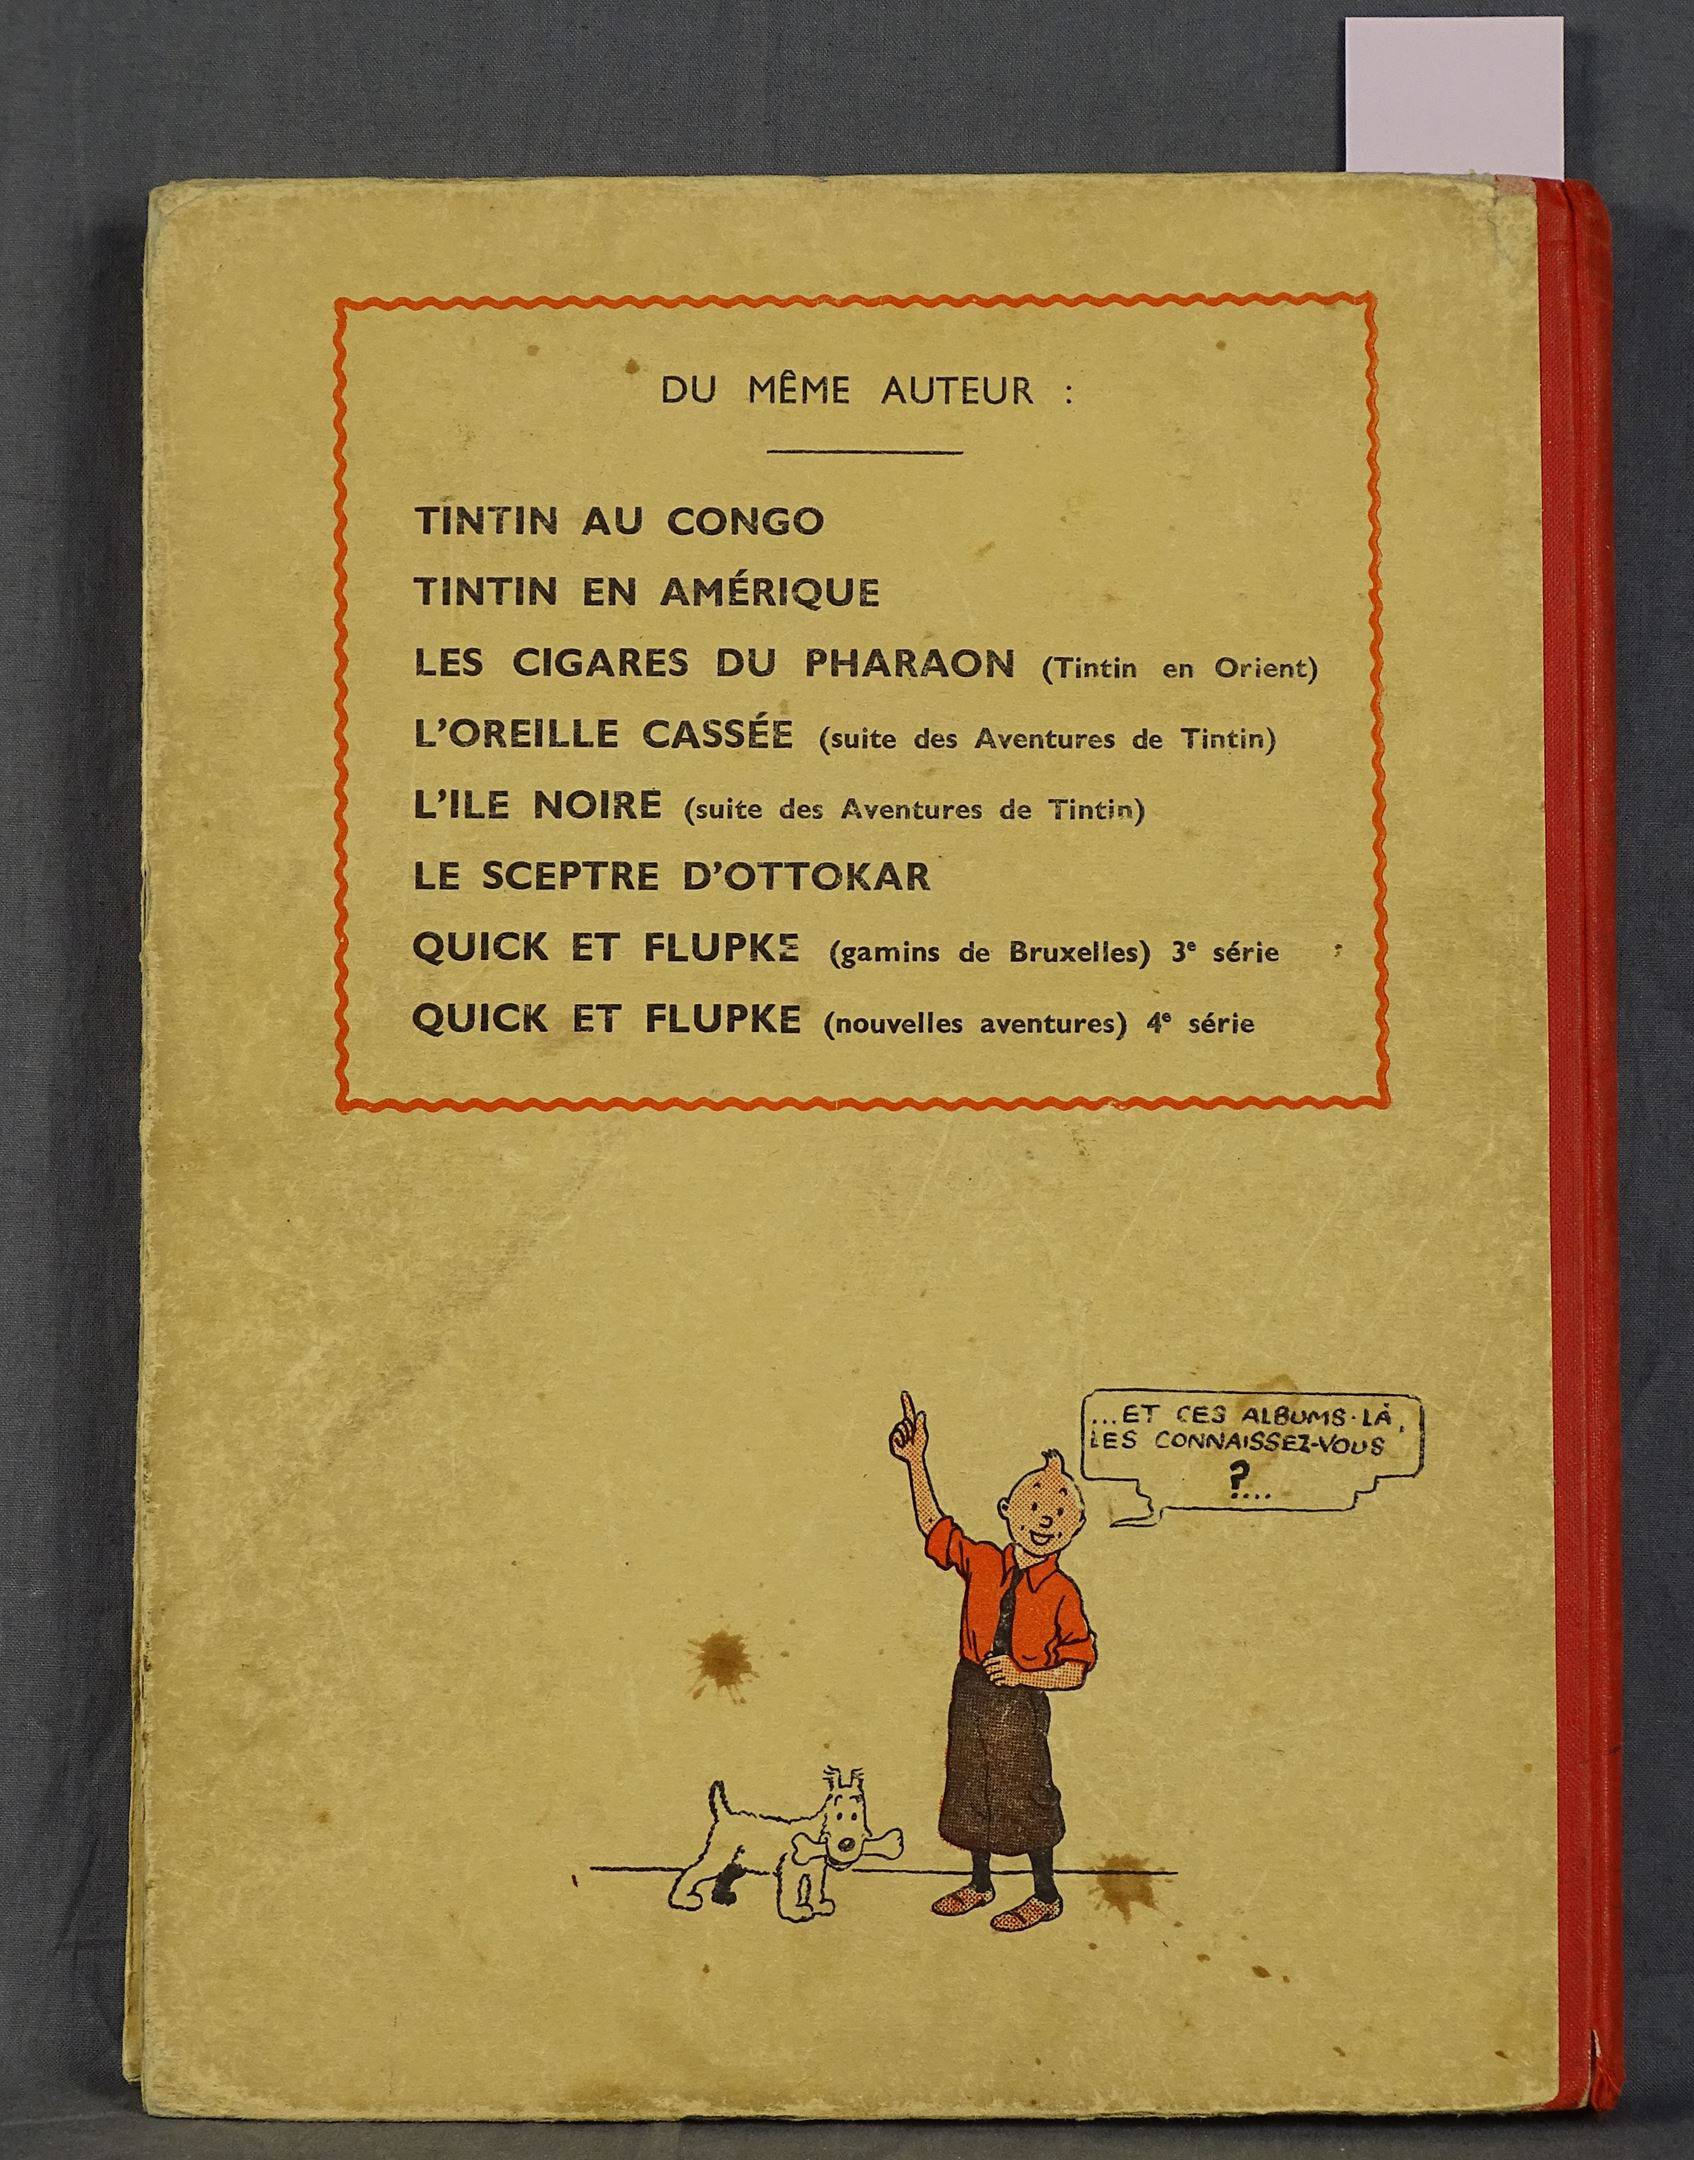 DU MÊME AUTEUR :
TINTIN AU CONGO
TINTIN EN AMÉRIQUE
LES CIGARES DU PHARAON (Tintin en Orient)
L'OREILLE CASSÉE (suite des Aventures de Tintin)
L'ILE NOIRE (suite des Aventures de Tintin)
LE SCEPTRE D'OTTOKAR
QUICK ET FLUPKE (gamins de Bruxelles) 3e série
QUICK ET FLUPKE (nouvelles aventures) 4e série
...ET CES ALBUMS-LÀ,
LES CONNAISSEZ-VOUS
?....